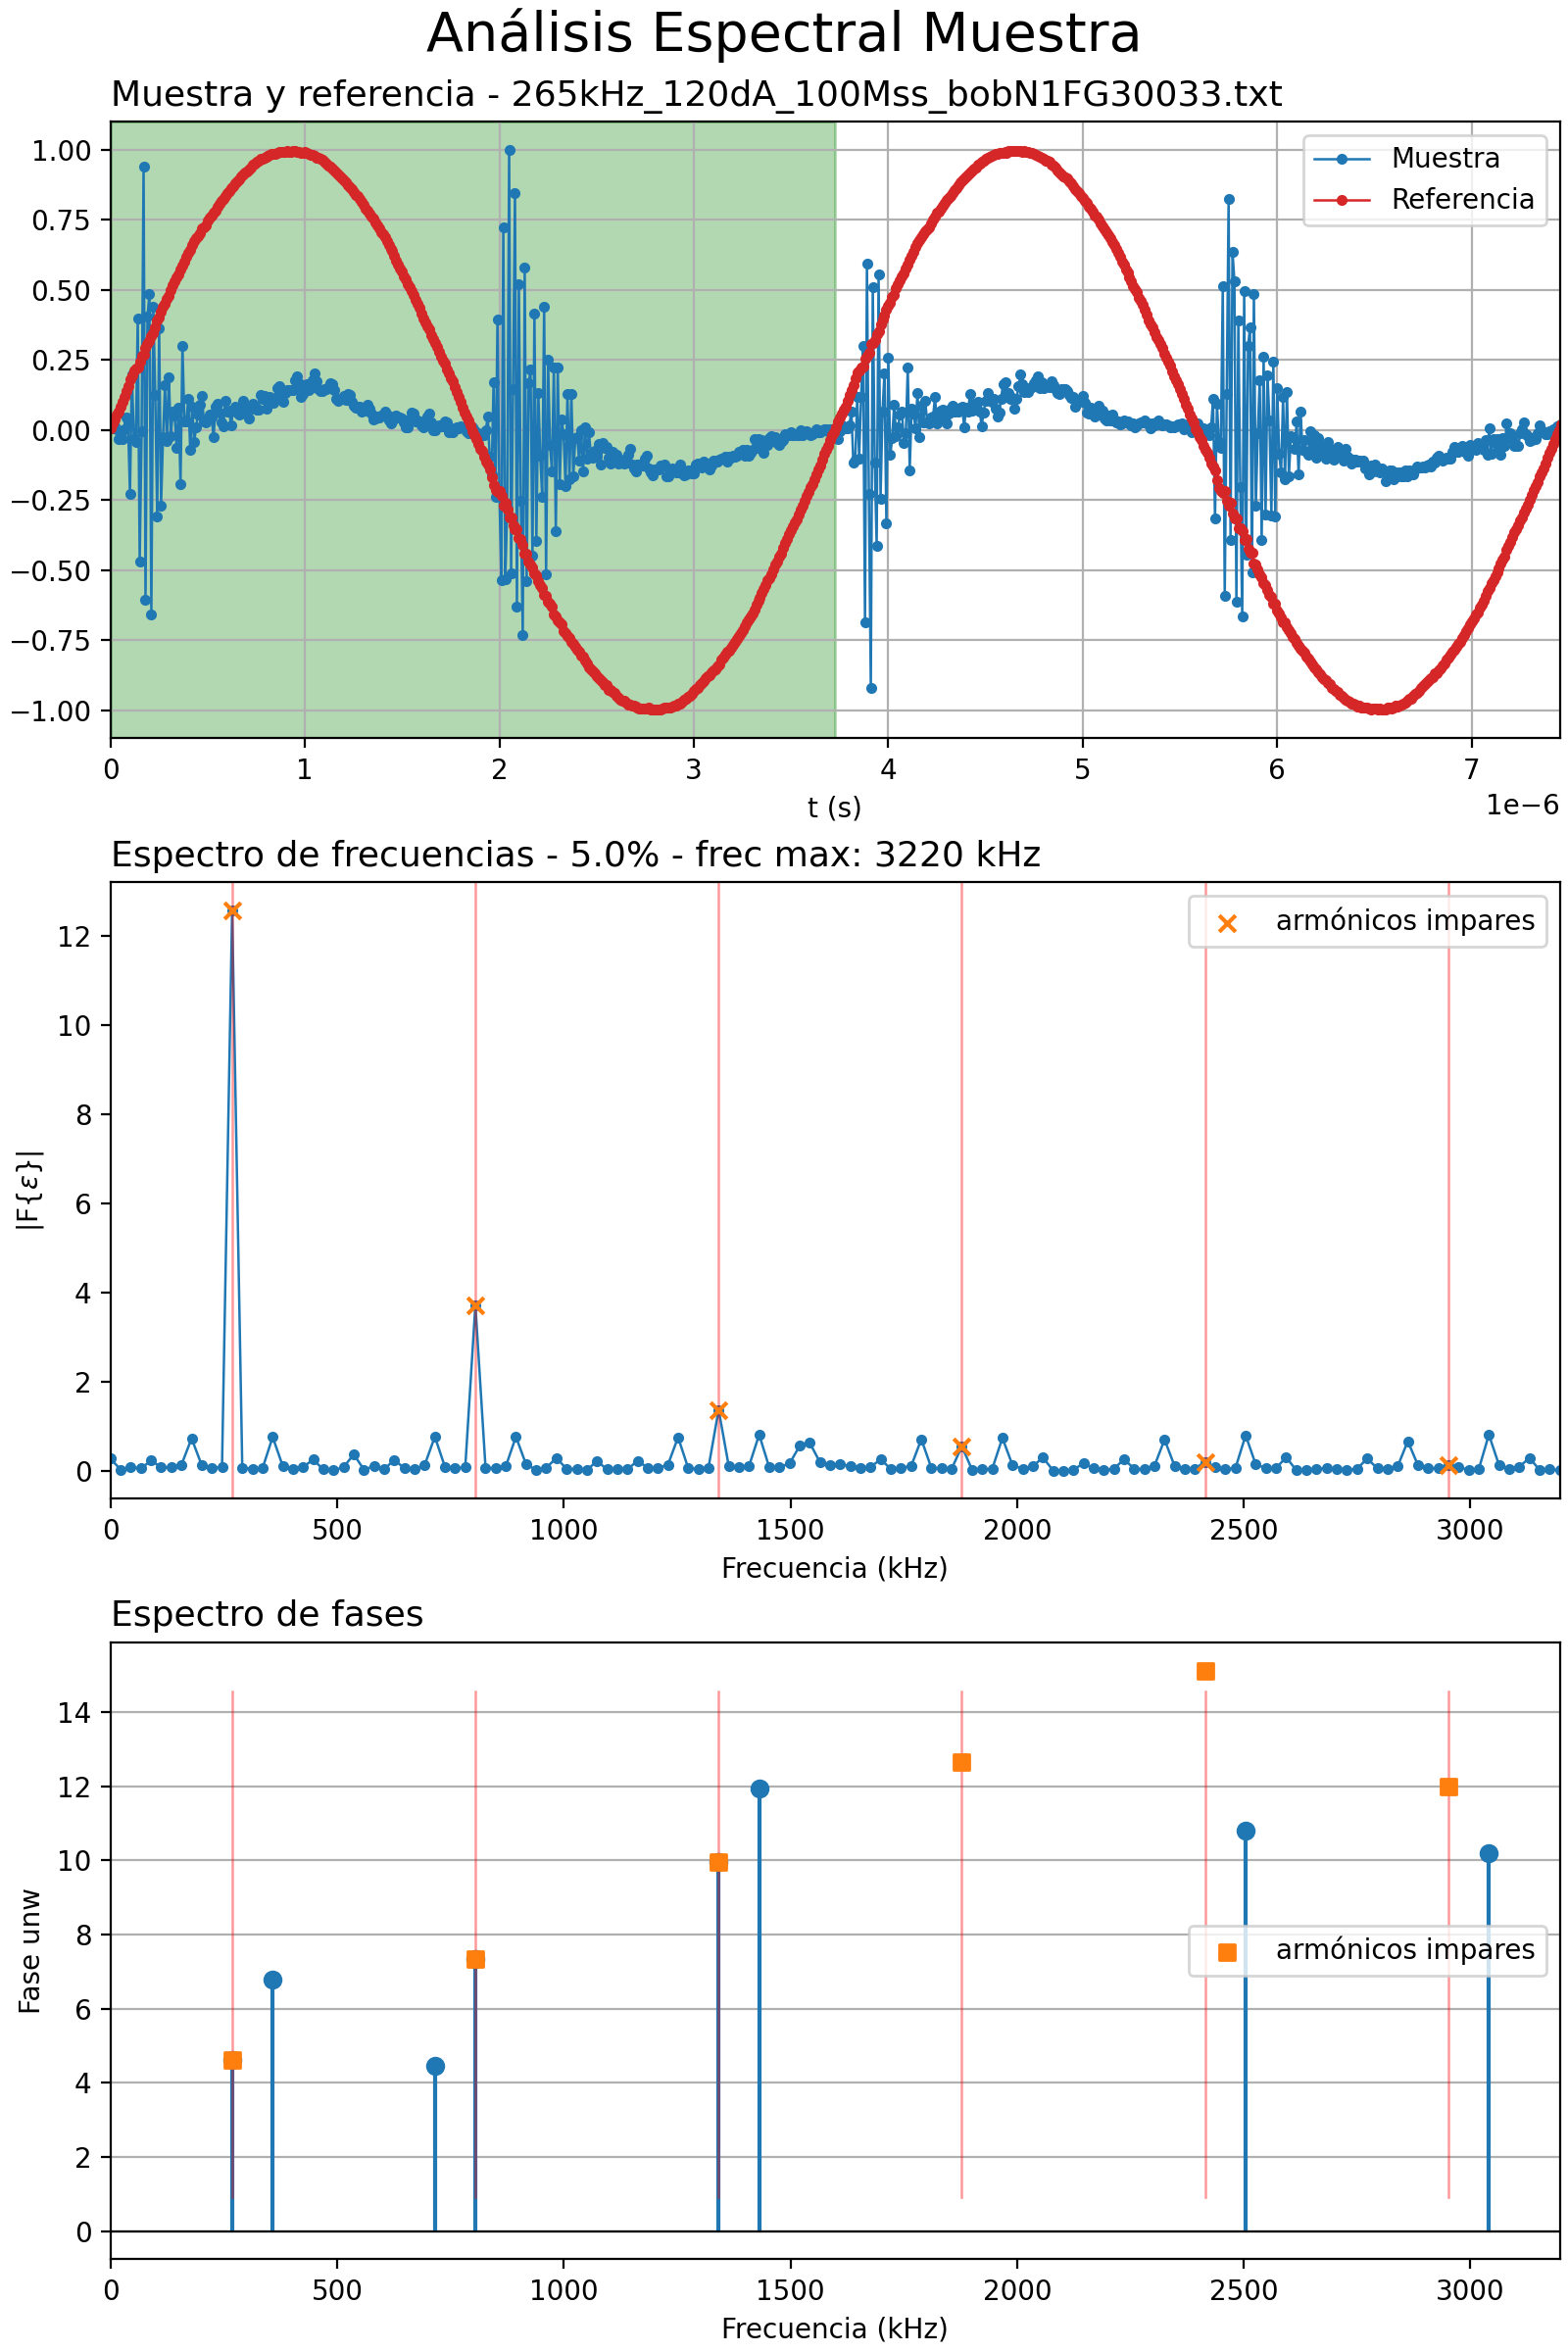 Análisis Espectral Muestra
Muestra y referencia - 265kHz_120dA_100Mss_bobN1FG30033.txt
1.00
0.75
0.50
0.25
0.00
−0.25
−0.50
−0.75
−1.00
Muestra
Referencia
0 1 2 3 4 5 6 7
t (s)
1e−6
Espectro de frecuencias - 5.0% - frec max: 3220 kHz
12
10
8
6
4
2
0
|F{ε}|
armónicos impares
0 500 1000 1500 2000 2500 3000
Frecuencia (kHz)
Espectro de fases
14
12
10
8
6
4
2
0
Fase unw
armónicos impares
0 500 1000 1500 2000 2500 3000
Frecuencia (kHz)